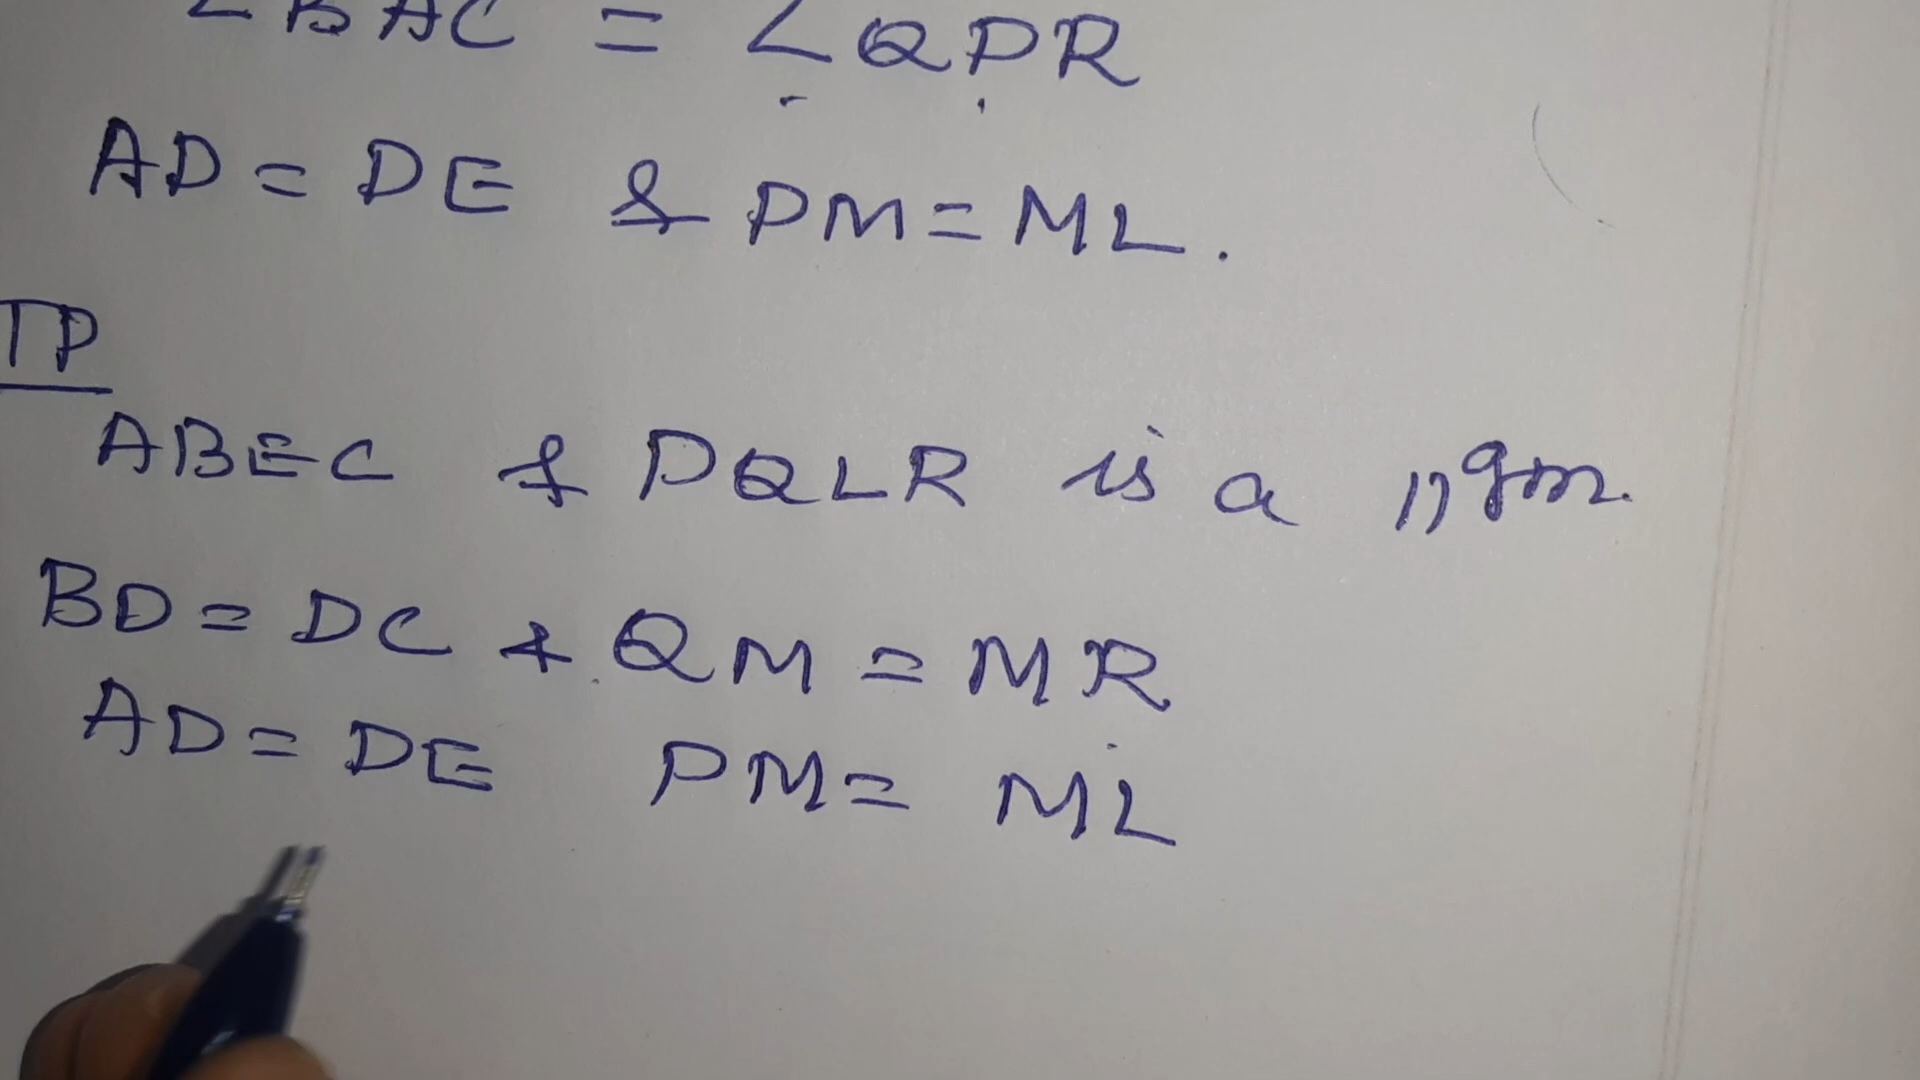 ∠BAC = ∠QPR
AD = DE & PM = ML.
TP
ABEC & PQLR is a ||gm.
BD = DC & QM = MR
AD = DE PM = ML